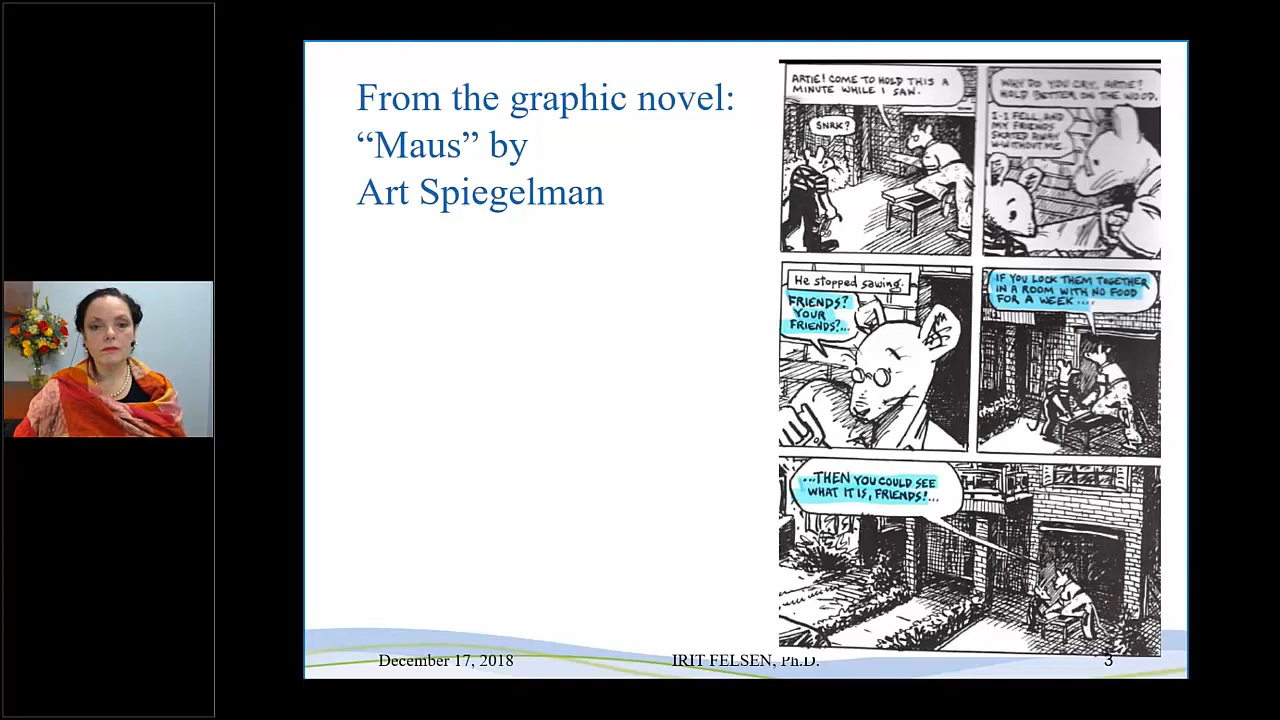 From the graphic novel:
“Maus” by
Art Spiegelman
ARTIE! COME TO HOLD THIS A
MINUTE WHILE I SAW.
SNRK?
WHY DO YOU CRY, ARTIE?
HOLD BETTER ON THE WOOD.
I-I FELL, AND
MY FRIENDS
SKATED AWAY
W-WITHOUT ME.
He stopped sawing.
FRIENDS?
YOUR
FRIENDS?...
IF YOU LOCK THEM TOGETHER
IN A ROOM WITH NO FOOD
FOR A WEEK....
...THEN YOU COULD SEE
WHAT IT IS, FRIENDS!...
December 17, 2018
IRIT FELSEN, Ph.D.
3